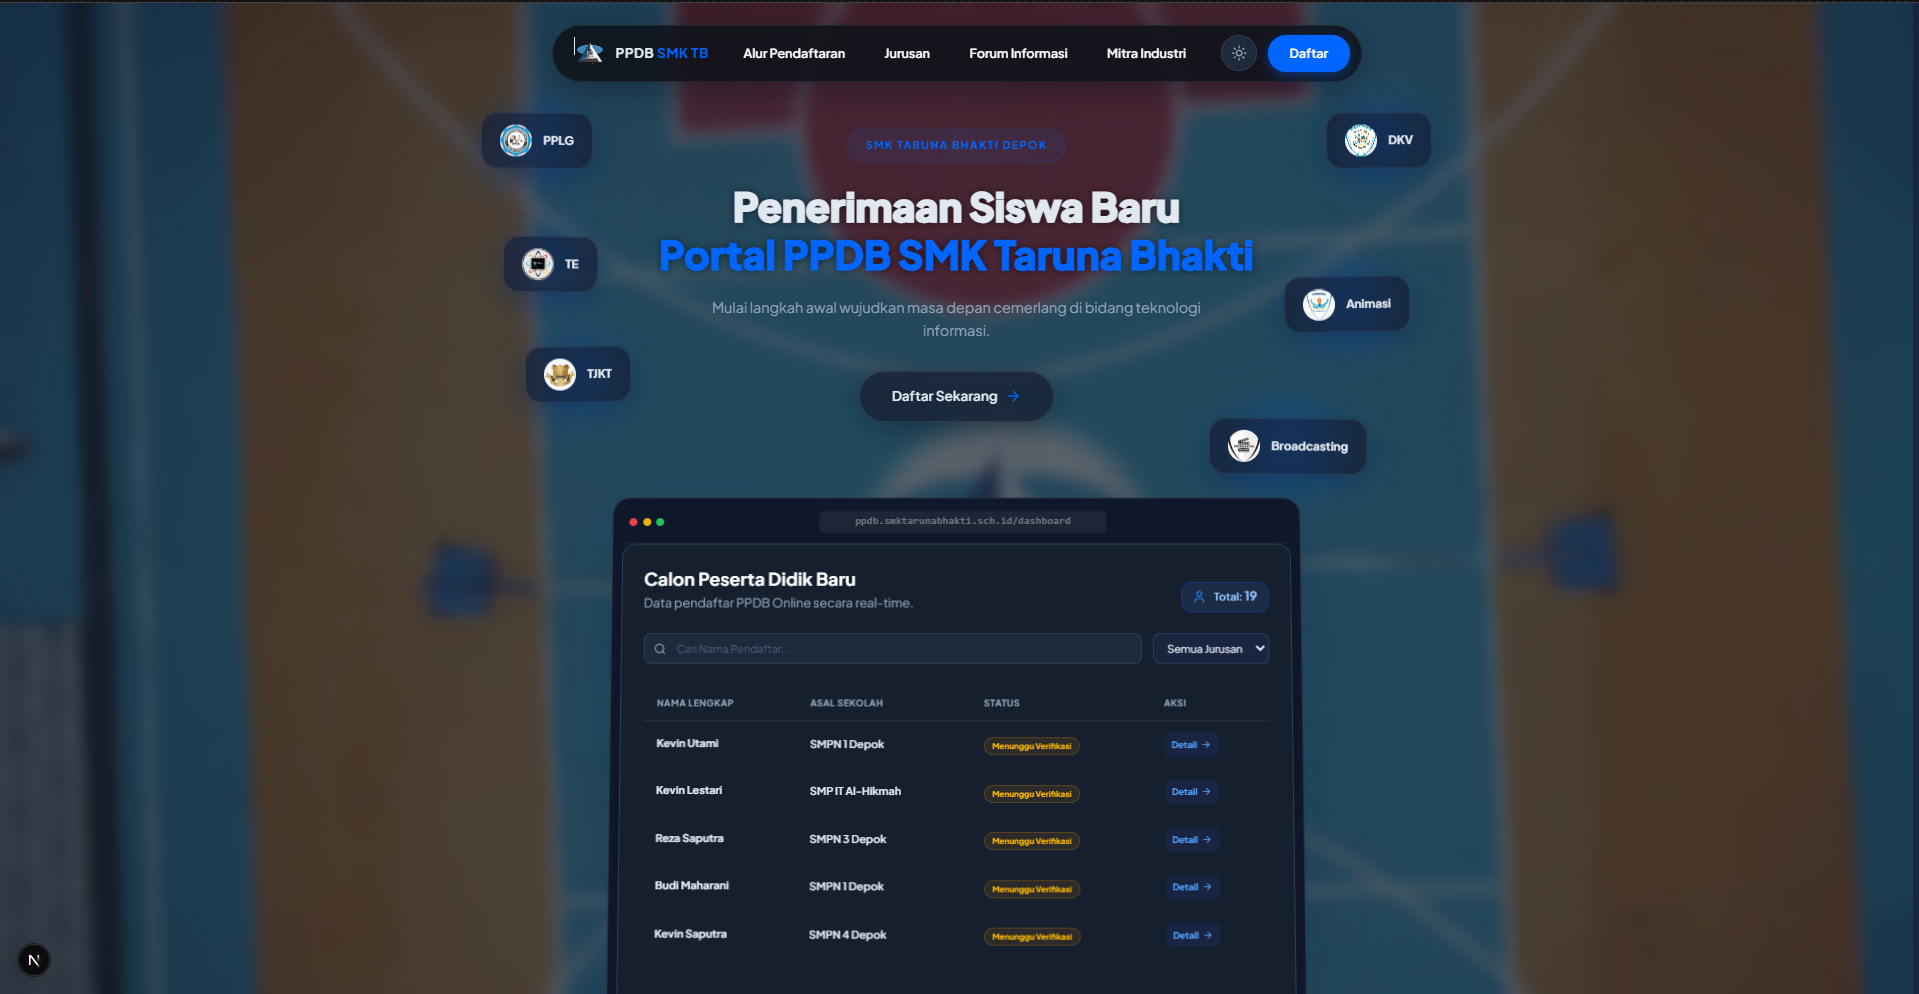 PPDB SMK TB
Alur Pendaftaran
Jurusan
Forum Informasi
Mitra Industri
Daftar
PPLG
DKV
SMK TARUNA BHAKTI DEPOK
Penerimaan Siswa Baru
Portal PPDB SMK Taruna Bhakti
TE
Mulai langkah awal wujudkan masa depan cemerlang di bidang teknologi
informasi.
Animasi
TJKT
Daftar Sekarang →
Broadcasting
ppdb.smktarunabhakti.sch.id/dashboard
Calon Peserta Didik Baru
Data pendaftar PPDB Online secara real-time.
Total: 19
Cari Nama Pendaftar...
Semua Jurusan
NAMA LENGKAP ASAL SEKOLAH STATUS AKSI
Kevin Utami SMPN 1 Depok Menunggu Verifikasi Detail →
Kevin Lestari SMP IT Al-Hikmah Menunggu Verifikasi Detail →
Reza Saputra SMPN 3 Depok Menunggu Verifikasi Detail →
Budi Maharani SMPN 1 Depok Menunggu Verifikasi Detail →
Kevin Saputra SMPN 4 Depok Menunggu Verifikasi Detail →
N